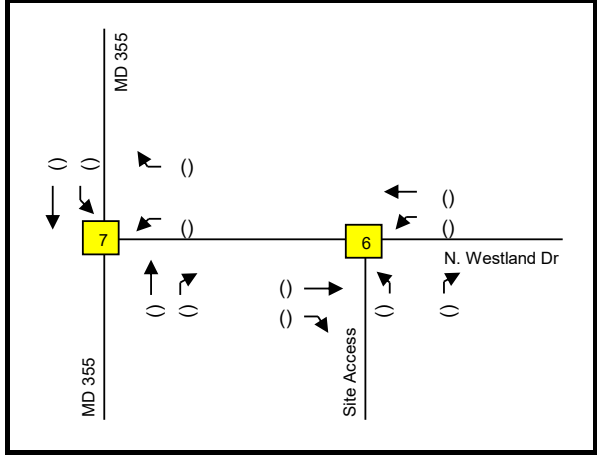 MD 355
() ()
()
()
7
() ()
()
()
6
()
()
() ()
N. Westland Dr
MD 355
Site Access